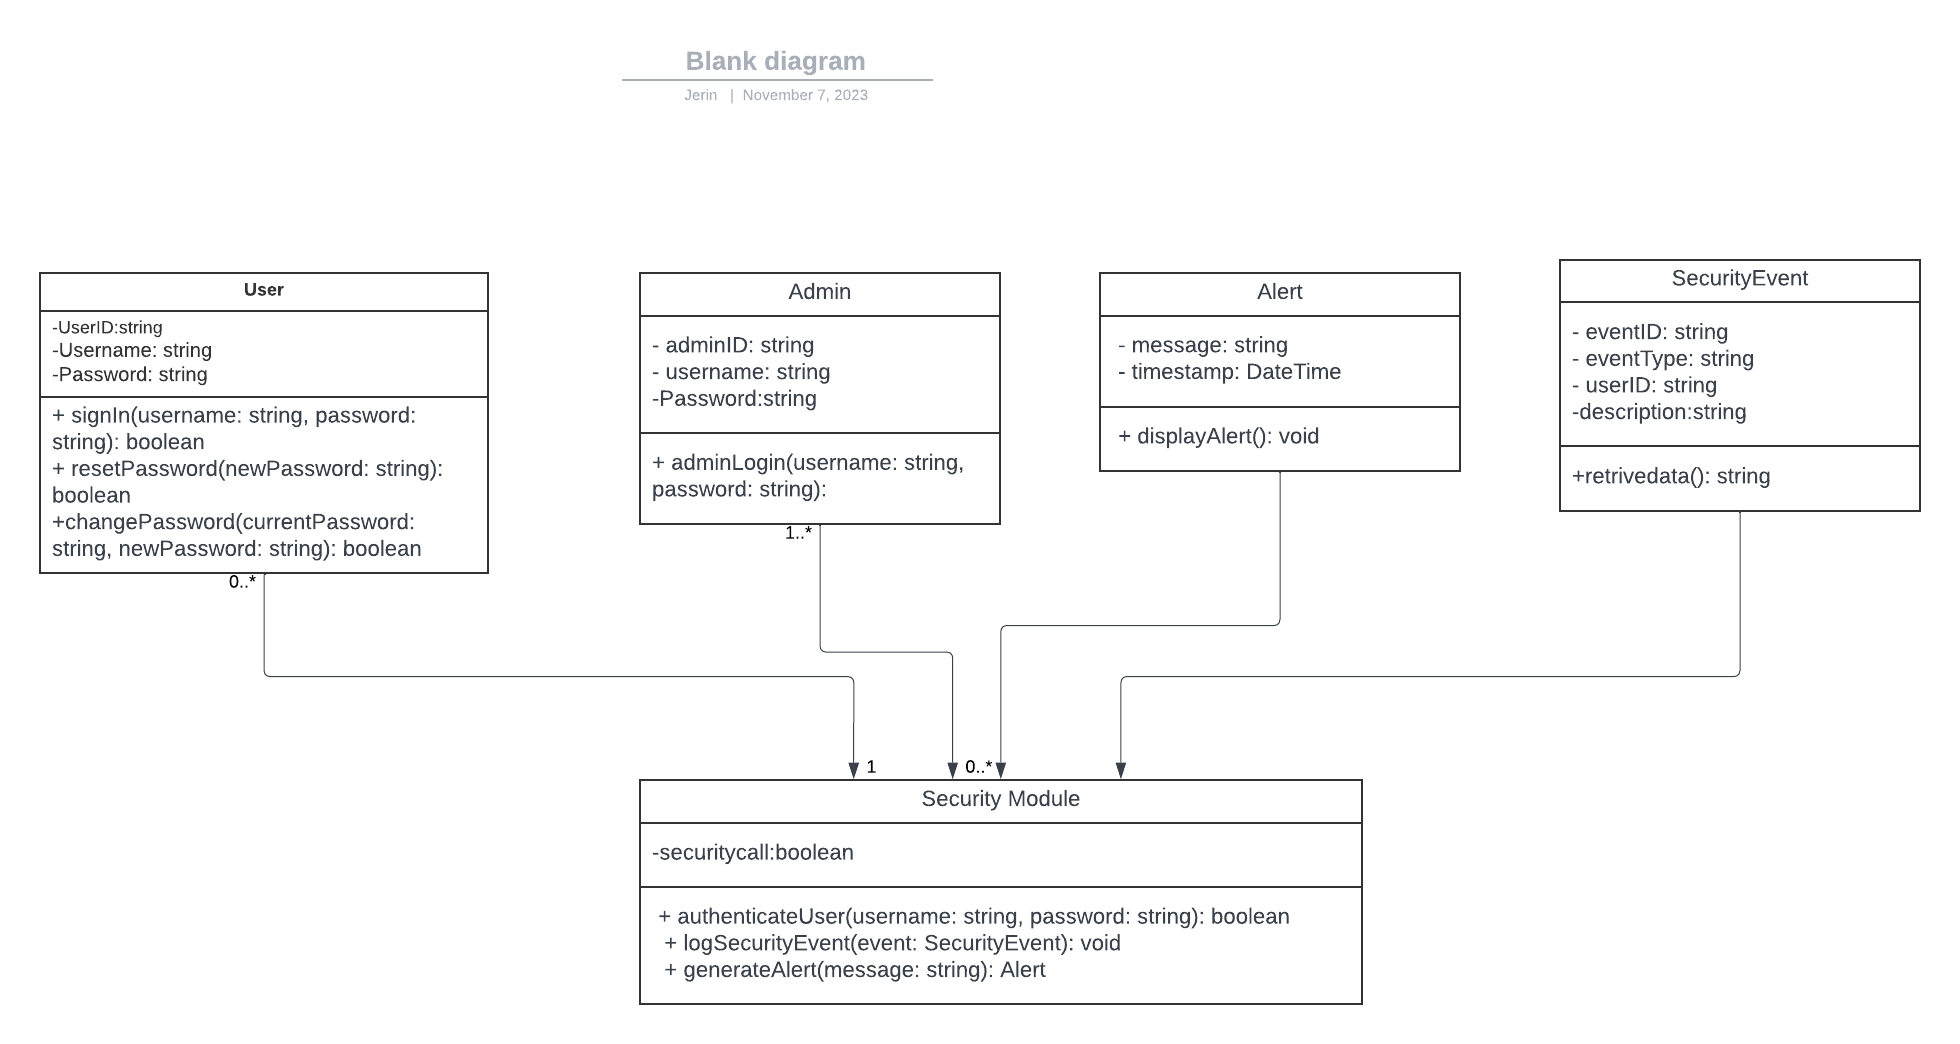 Blank diagram
Jerin | November 7, 2023
User
-UserID:string
-Username: string
-Password: string
+ signIn(username: string, password:
string): boolean
+ resetPassword(newPassword: string):
boolean
+changePassword(currentPassword:
string, newPassword: string): boolean
0..*
Admin
- adminID: string
- username: string
-Password:string
+ adminLogin(username: string,
password: string):
1..*
Alert
- message: string
- timestamp: DateTime
+ displayAlert(): void
SecurityEvent
- eventID: string
- eventType: string
- userID: string
-description:string
+retrivedata(): string
1
0..*
Security Module
-securitycall:boolean
+ authenticateUser(username: string, password: string): boolean
+ logSecurityEvent(event: SecurityEvent): void
+ generateAlert(message: string): Alert